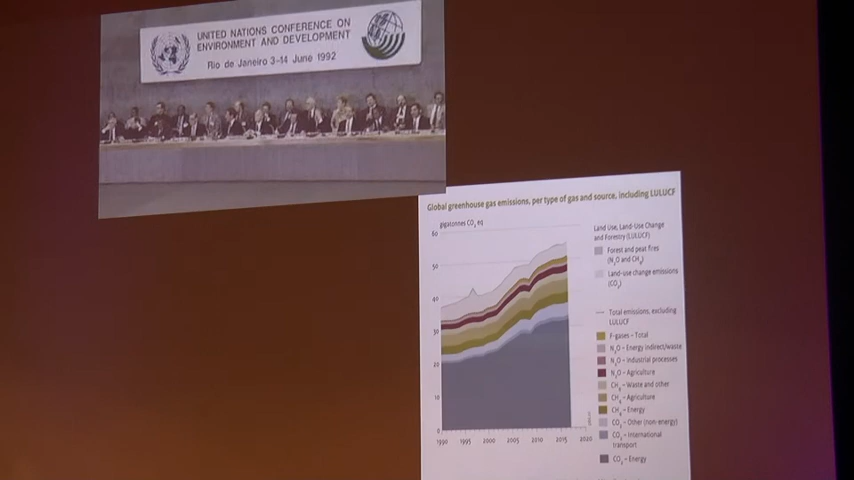 UNITED NATIONS CONFERENCE ON
ENVIRONMENT AND DEVELOPMENT
Rio de Janeiro 3-14 June 1992
Global greenhouse gas emissions, per type of gas and source, including LULUCF
gigatonnes CO₂ eq
60
50
40
30
20
10
0
1990 1995 2000 2005 2010 2015 2020
Land Use, Land-Use Change
and Forestry (LULUCF)
Forest and peat fires
(N₂O and CH₄)
Land-use change emissions
(CO₂)
Total emissions, excluding
LULUCF
F-gases – Total
N₂O – Energy indirect/waste
N₂O – Industrial processes
N₂O – Agriculture
CH₄ – Waste and other
CH₄ – Agriculture
CH₄ – Energy
CO₂ – Other (non-energy)
CO₂ – International
transport
CO₂ – Energy